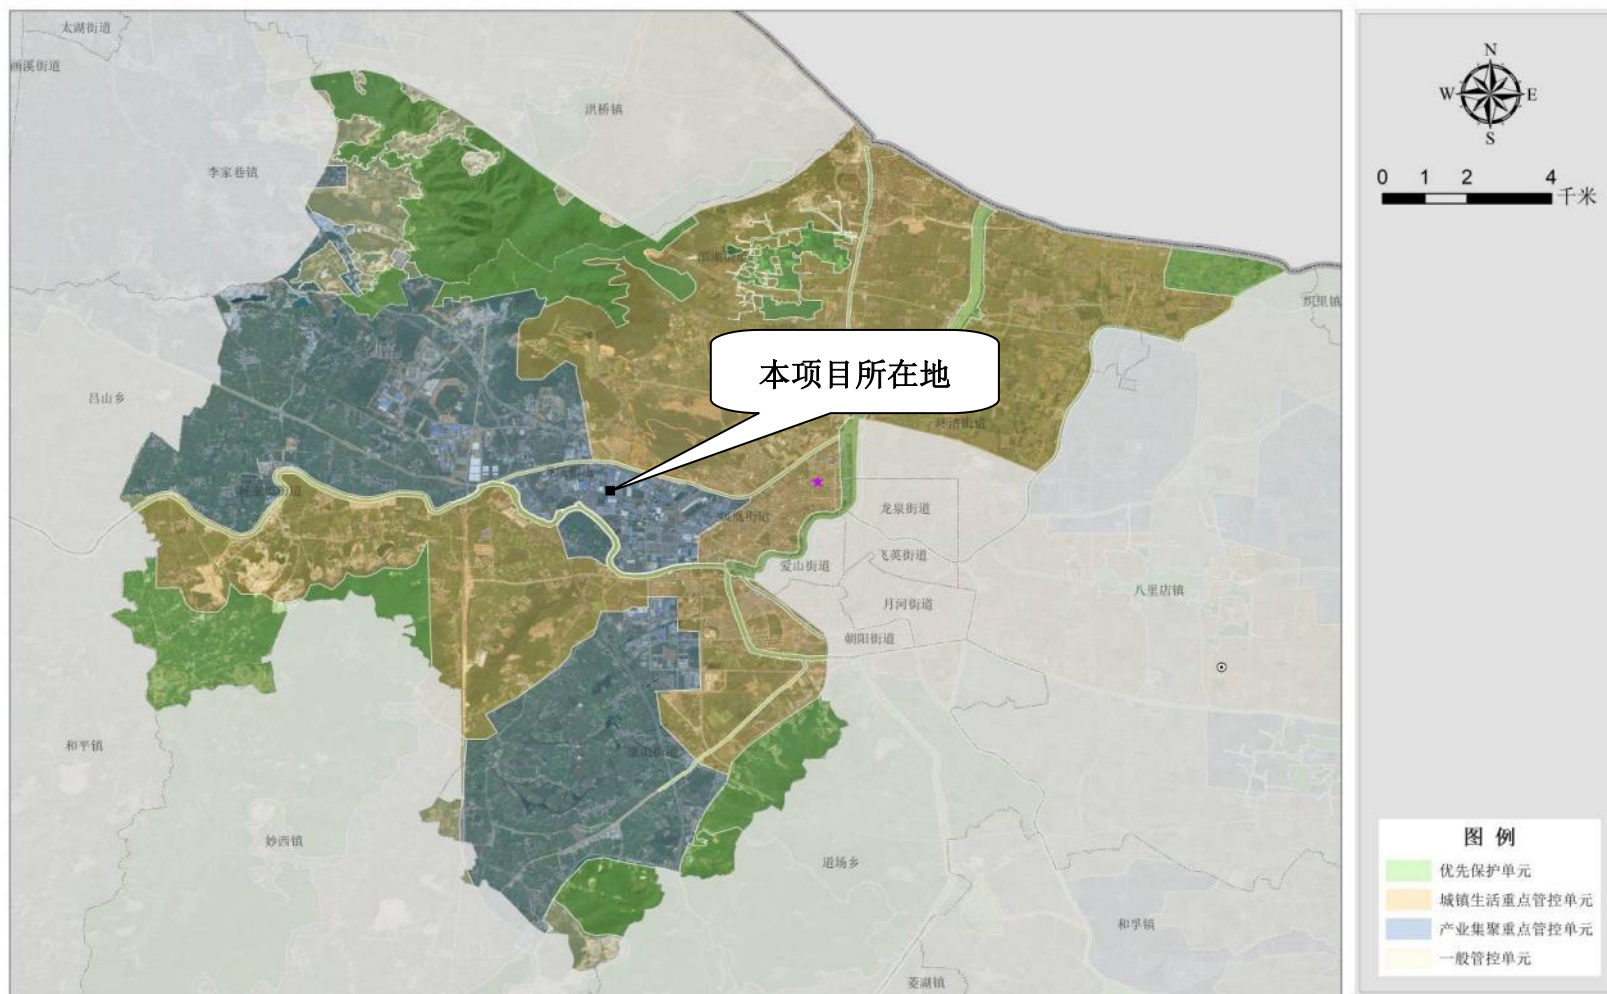 太湖街道
画溪街道
洪桥镇
李家巷镇
织里镇
本项目所在地
昌山乡
龙泉街道
飞英街道
爱山街道
八里店镇
月河街道
朝阳街道
和平镇
妙西镇
道场乡
和孚镇
菱湖镇
N
W
E
S
0 1 2 4
千米
图 例
优先保护单元
城镇生活重点管控单元
产业集聚重点管控单元
一般管控单元